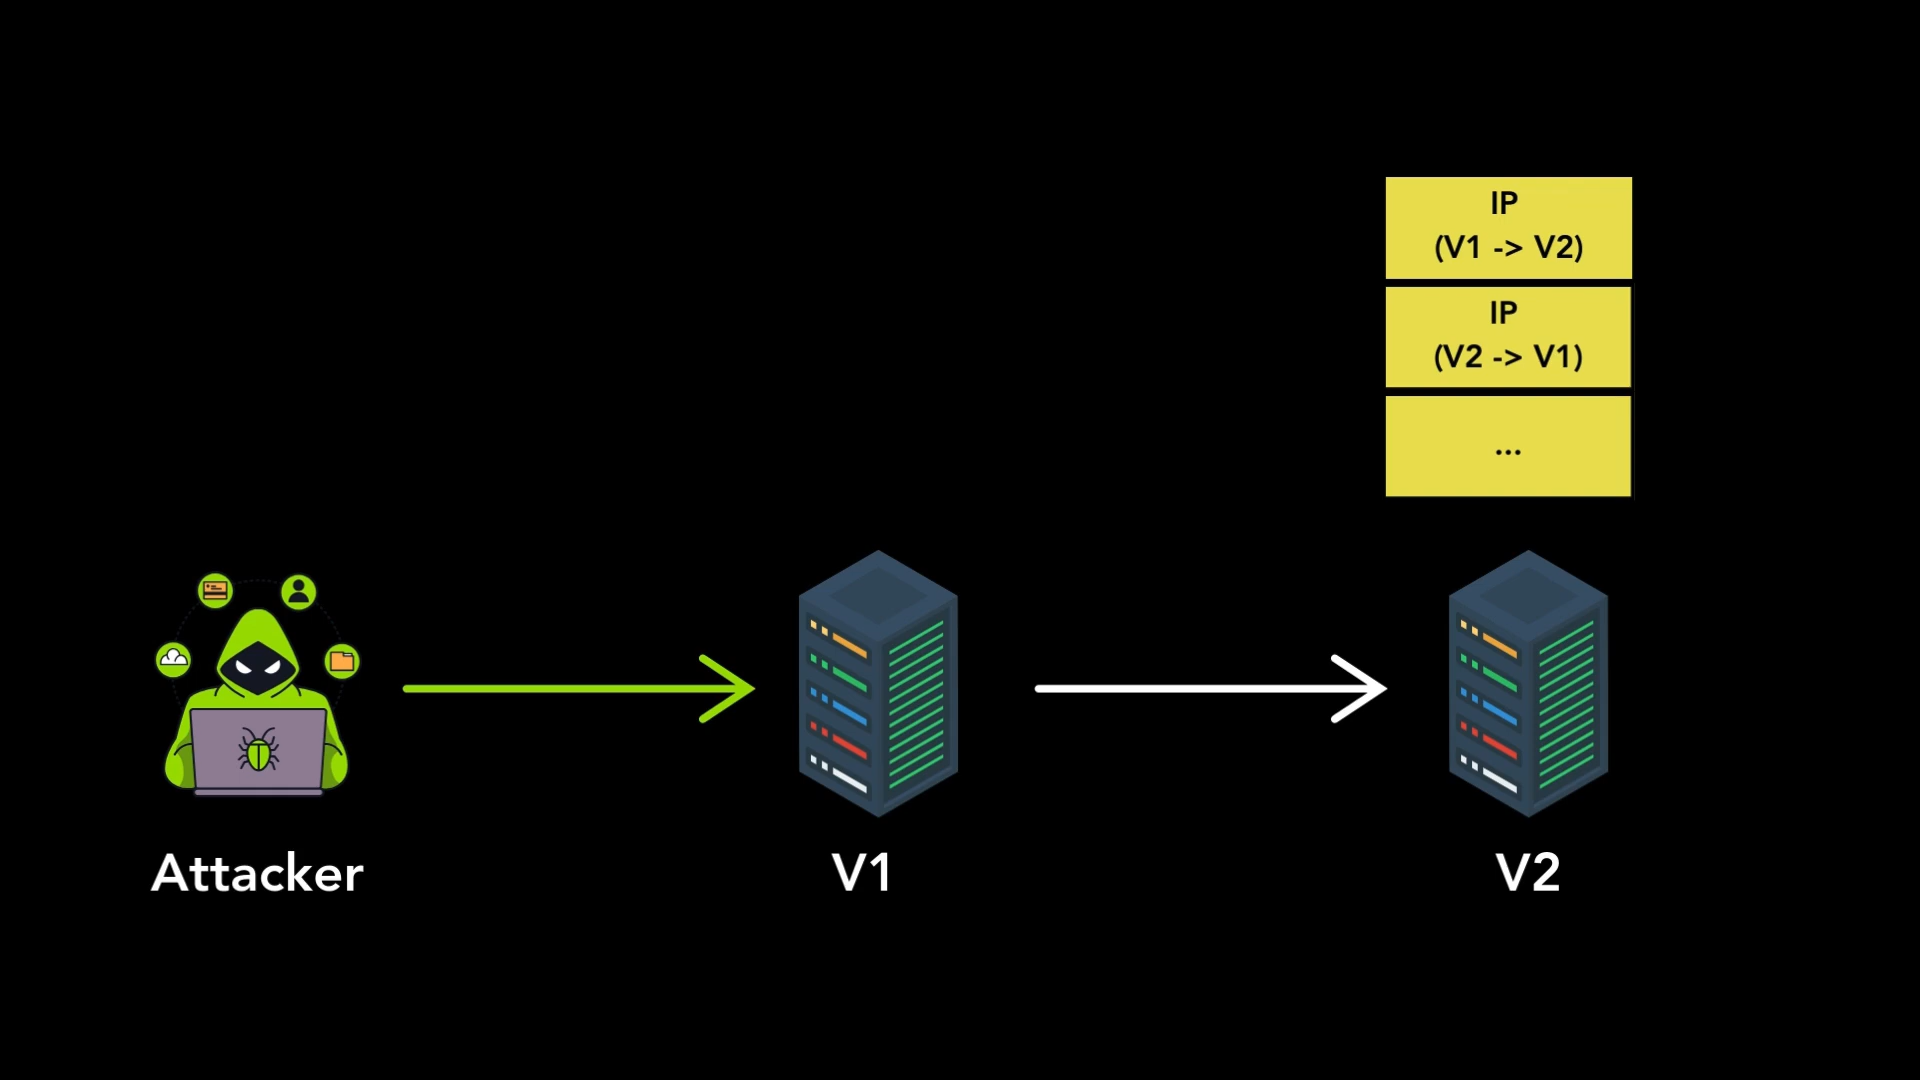 IP
(V1 -> V2)
IP
(V2 -> V1)
...
Attacker
V1
V2